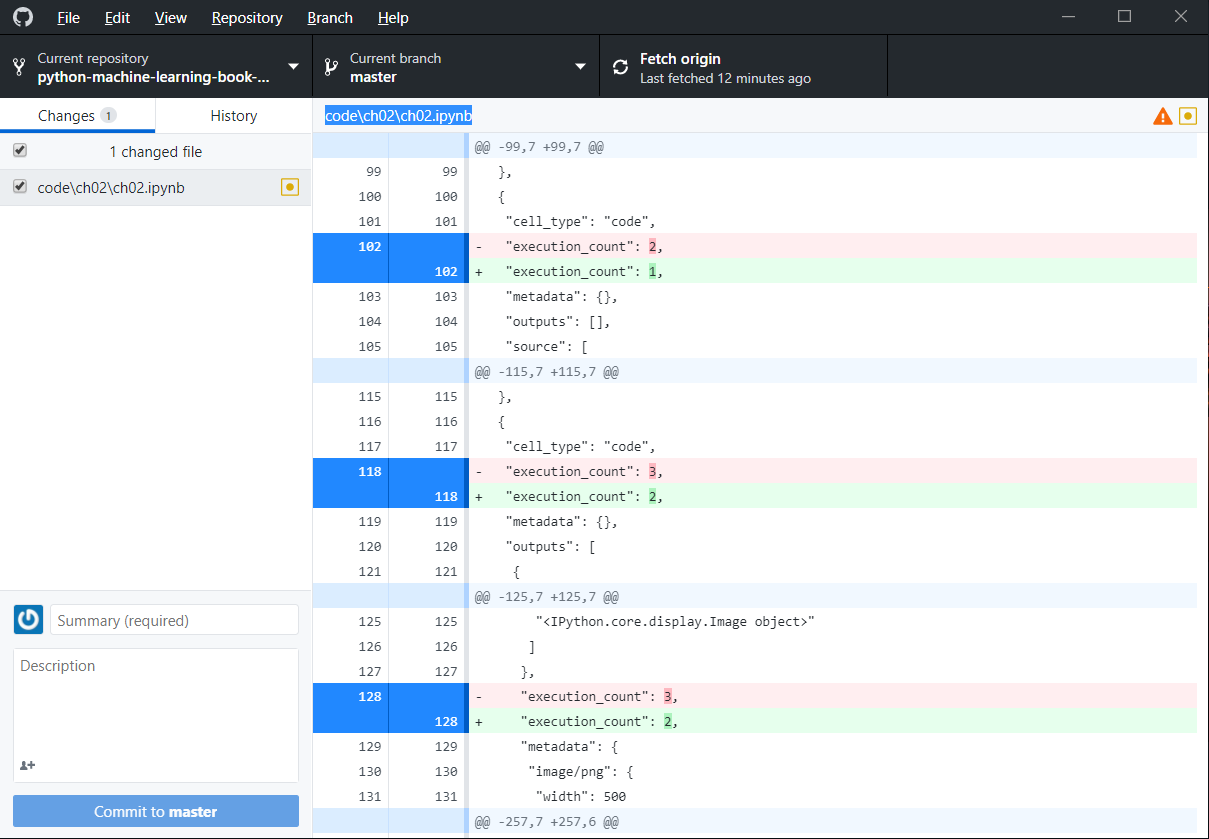 File Edit View Repository Branch Help
Current repository
python-machine-learning-book-...
Current branch
master
Fetch origin
Last fetched 12 minutes ago
Changes 1
History
1 changed file
code\ch02\ch02.ipynb
Summary (required)
Description
Commit to master
code\ch02\ch02.ipynb
@@ -99,7 +99,7 @@
99 99 },
100 100 {
101 101 "cell_type": "code",
102 - "execution_count": 2,
102 + "execution_count": 1,
103 103 "metadata": {},
104 104 "outputs": [],
105 105 "source": [
@@ -115,7 +115,7 @@
115 115 },
116 116 {
117 117 "cell_type": "code",
118 - "execution_count": 3,
118 + "execution_count": 2,
119 119 "metadata": {},
120 120 "outputs": [
121 121 {
@@ -125,7 +125,7 @@
125 125 "<IPython.core.display.Image object>"
126 126 ]
127 127 },
128 - "execution_count": 3,
128 + "execution_count": 2,
129 129 "metadata": {
130 130 "image/png": {
131 131 "width": 500
@@ -257,7 +257,6 @@